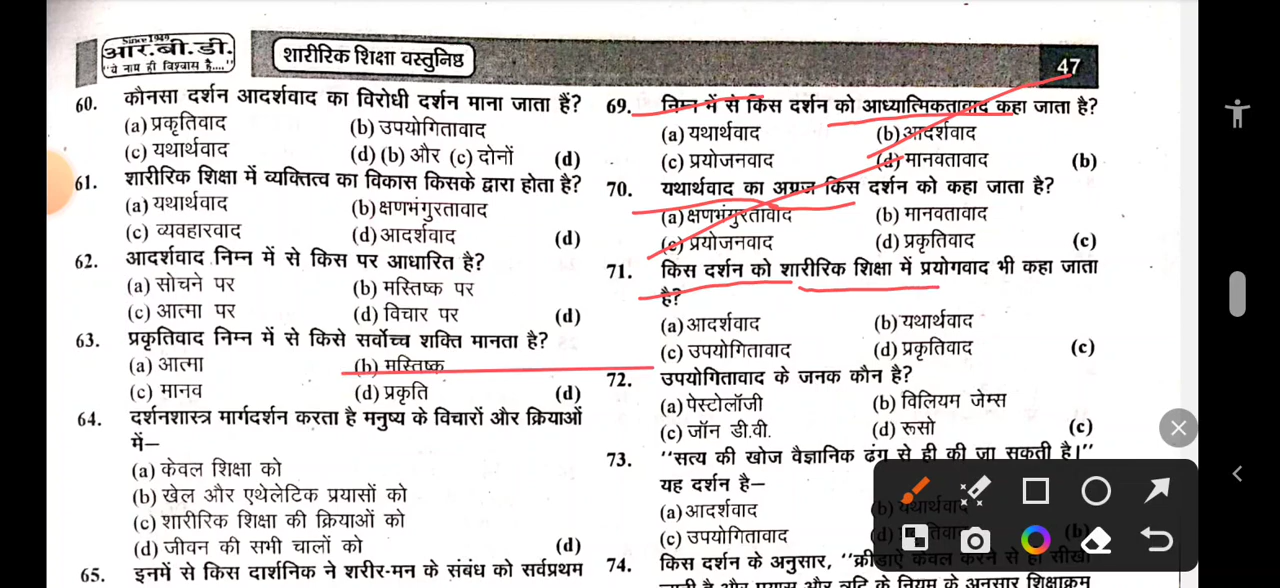 Since 1949
आर.बी.डी.
"ये नाम ही विश्वास है...."
शारीरिक शिक्षा वस्तुनिष्ठ
47
60. कौनसा दर्शन आदर्शवाद का विरोधी दर्शन माना जाता हैं?
(a) प्रकृतिवाद (b) उपयोगितावाद
(c) यथार्थवाद (d) (b) और (c) दोनों (d)
61. शारीरिक शिक्षा में व्यक्तित्व का विकास किसके द्वारा होता है?
(a) यथार्थवाद (b) क्षणभंगुरतावाद
(c) व्यवहारवाद (d) आदर्शवाद (d)
62. आदर्शवाद निम्न में से किस पर आधारित है?
(a) सोचने पर (b) मस्तिष्क पर
(c) आत्मा पर (d) विचार पर (d)
63. प्रकृतिवाद निम्न में से किसे सर्वोच्च शक्ति मानता है?
(a) आत्मा (b) मस्तिष्क
(c) मानव (d) प्रकृति (d)
64. दर्शनशास्त्र मार्गदर्शन करता है मनुष्य के विचारों और क्रियाओं
में—
(a) केवल शिक्षा को
(b) खेल और एथेलेटिक प्रयासों को
(c) शारीरिक शिक्षा की क्रियाओं को
(d) जीवन की सभी चालों को (d)
65. इनमें से किस दार्शनिक ने शरीर-मन के संबंध को सर्वप्रथम
69. निम्न में से किस दर्शन को आध्यात्मिकतावाद कहा जाता है?
(a) यथार्थवाद (b) आदर्शवाद
(c) प्रयोजनवाद (d) मानवतावाद (b)
70. यथार्थवाद का अग्रज किस दर्शन को कहा जाता है?
(a) क्षणभंगुरतावाद (b) मानवतावाद
(c) प्रयोजनवाद (d) प्रकृतिवाद (c)
71. किस दर्शन को शारीरिक शिक्षा में प्रयोगवाद भी कहा जाता
है?
(a) आदर्शवाद (b) यथार्थवाद
(c) उपयोगितावाद (d) प्रकृतिवाद (c)
72. उपयोगितावाद के जनक कौन है?
(a) पेस्टोलॉजी (b) विलियम जेम्स
(c) जॉन डी.वी. (d) रूसो (c)
73. "सत्य की खोज वैज्ञानिक ढंग से ही की जा सकती है।"
यह दर्शन है—
(a) आदर्शवाद (b) यथार्थवाद
(c) उपयोगितावाद (d) (b)
74. किस दर्शन के अनुसार, "क्रीडाऐं केवल करने से ही सीखी